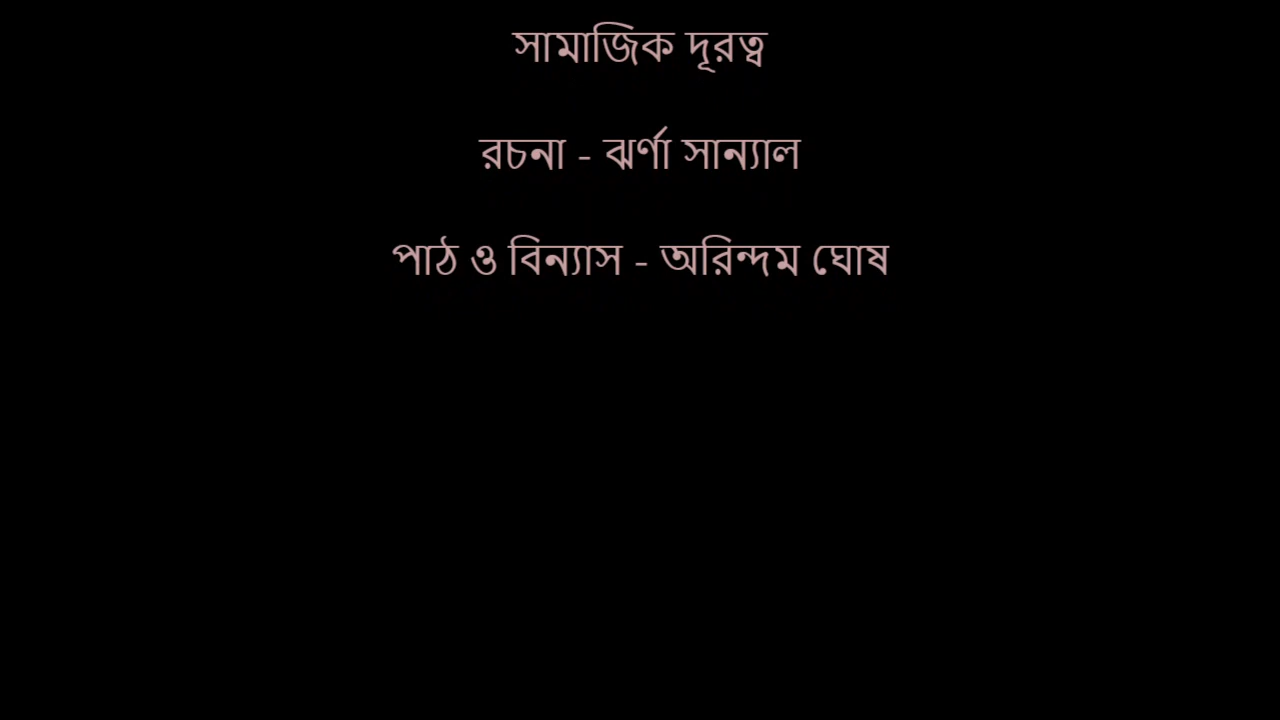 সামাজিক দূরত্ব
রচনা - ঝর্ণা সান্যাল
পাঠ ও বিন্যাস - অরিন্দম ঘোষ